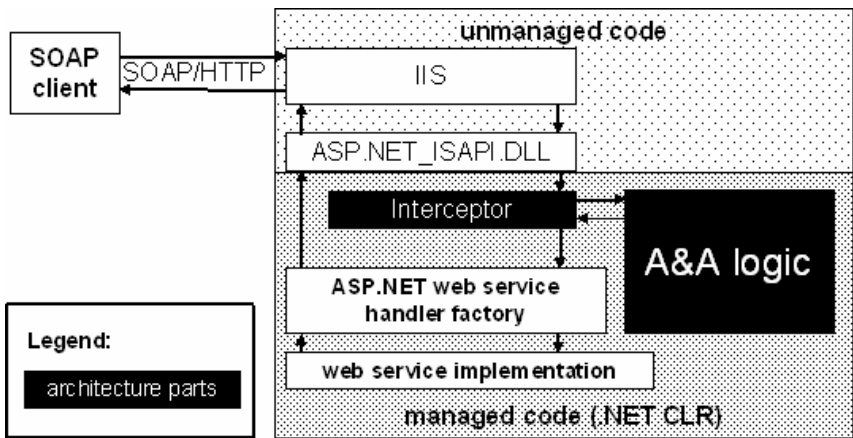 unmanaged code
SOAP
client
SOAP/HTTP
IIS
ASP.NET_ISAPI.DLL
Interceptor
A&A logic
ASP.NET web service
handler factory
web service implementation
managed code (.NET CLR)
Legend:
architecture parts